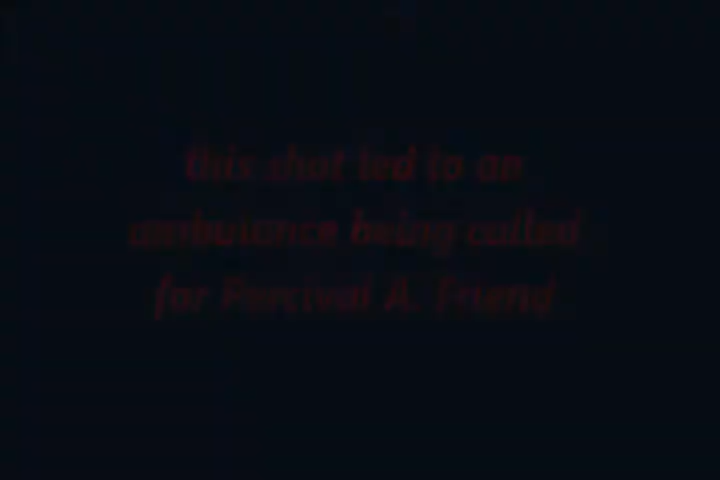 this shot led to an
ambulance being called
for Percival A. Friend